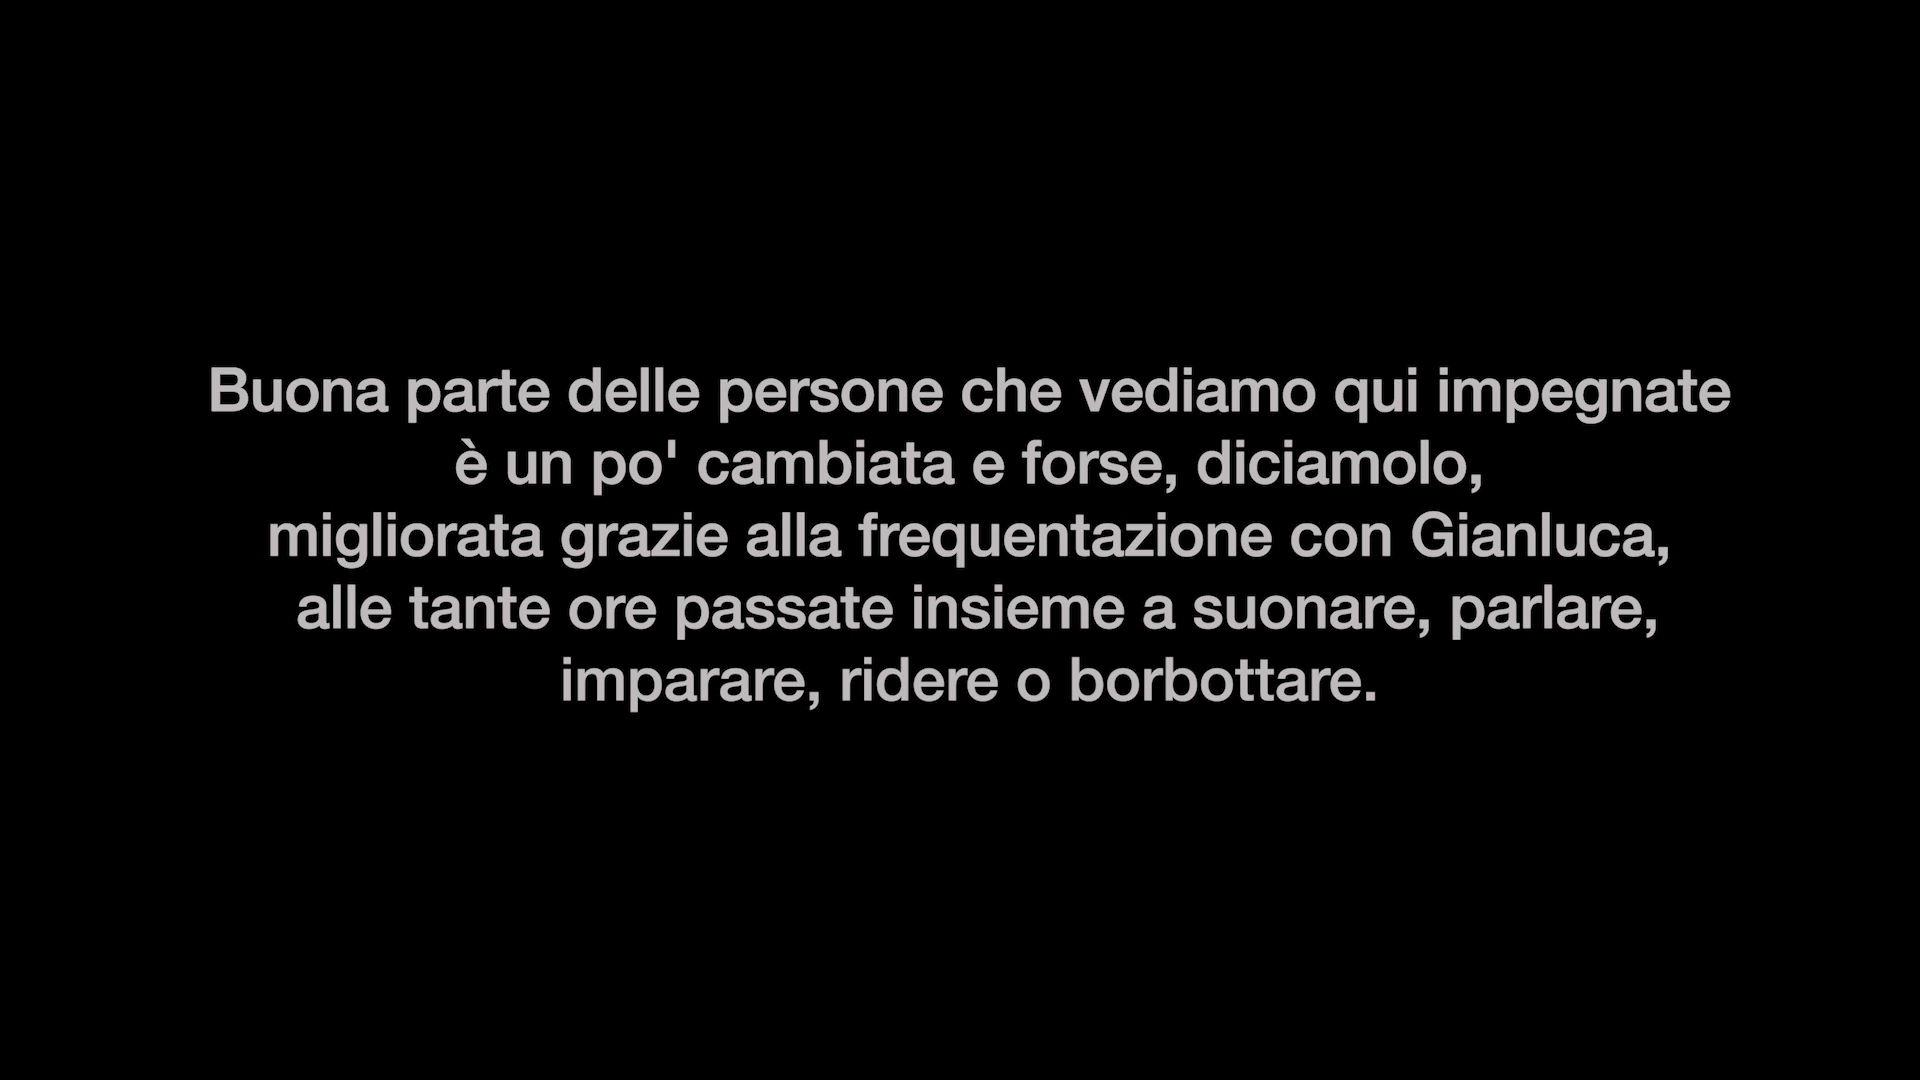 Buona parte delle persone che vediamo qui impegnate
è un po' cambiata e forse, diciamolo,
migliorata grazie alla frequentazione con Gianluca,
alle tante ore passate insieme a suonare, parlare,
imparare, ridere o borbottare.